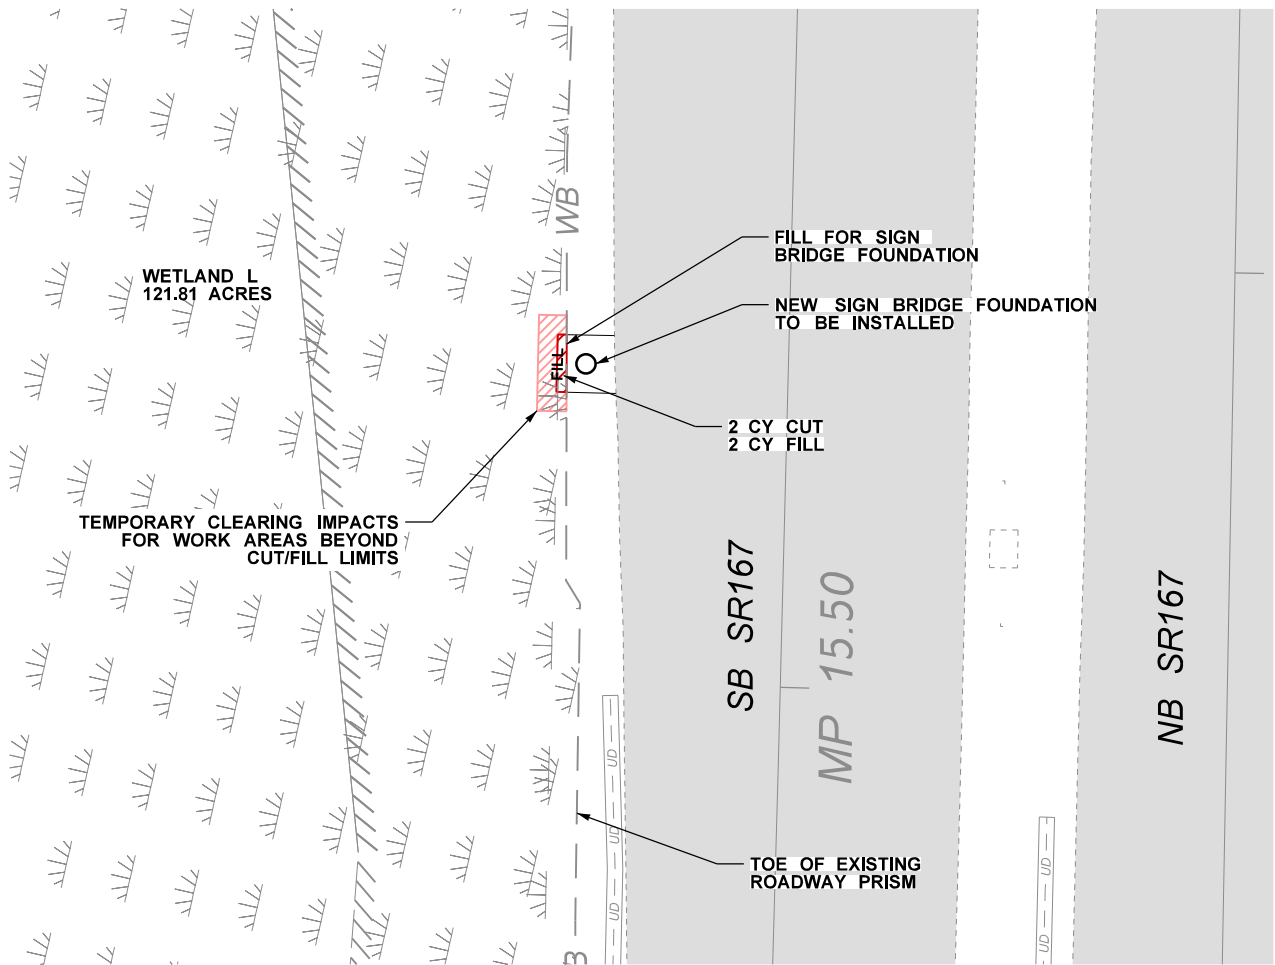 WB
FILL FOR SIGN
BRIDGE FOUNDATION
WETLAND L
121.81 ACRES
NEW SIGN BRIDGE FOUNDATION
TO BE INSTALLED
FILL
2 CY CUT
2 CY FILL
TEMPORARY CLEARING IMPACTS
FOR WORK AREAS BEYOND
CUT/FILL LIMITS
SB SR167
MP 15.50
NB SR167
UD
UD
UD
TOE OF EXISTING
ROADWAY PRISM
UD
UD
B